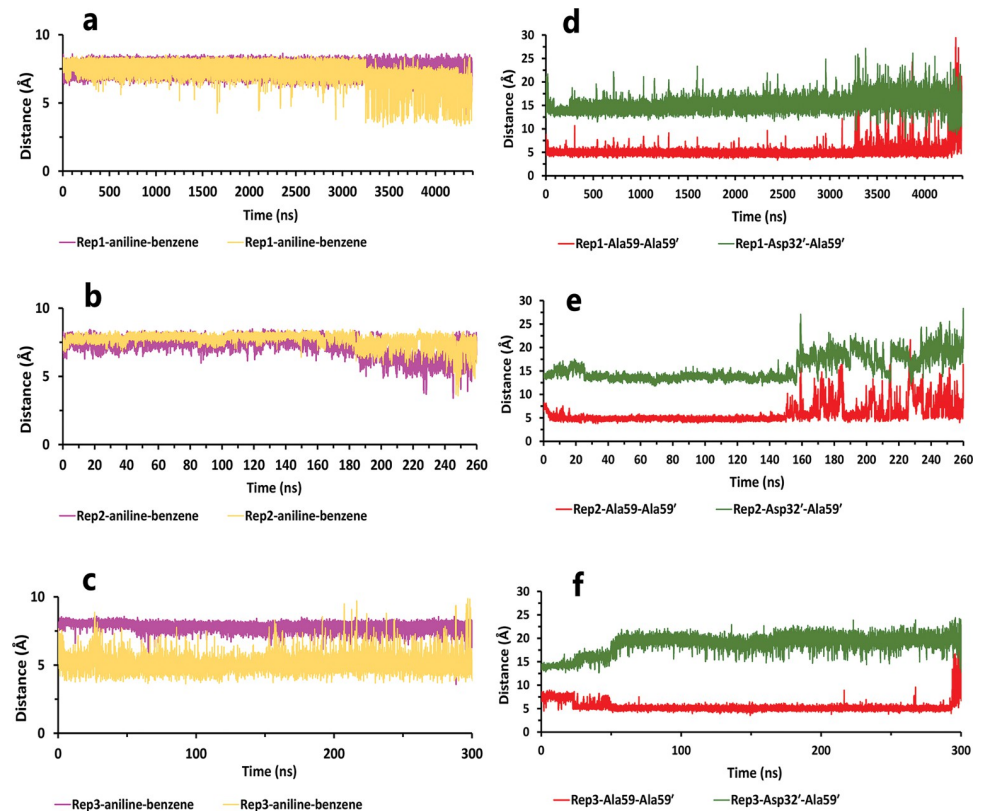 a
10
5
0
Distance (Å)
0 500 1000 1500 2000 2500 3000 3500 4000
Time (ns)
Rep1-aniline-benzene Rep1-aniline-benzene
d
30
25
20
15
10
5
0
Distance (Å)
0 500 1000 1500 2000 2500 3000 3500 4000
Time (ns)
Rep1-Ala59-Ala59′ Rep1-Asp32′-Ala59′
b
10
5
0
Distance (Å)
0 20 40 60 80 100 120 140 160 180 200 220 240 260
Time (ns)
Rep2-aniline-benzene Rep2-aniline-benzene
e
30
25
20
15
10
5
0
Distance (Å)
0 20 40 60 80 100 120 140 160 180 200 220 240 260
Time (ns)
Rep2-Ala59-Ala59′ Rep2-Asp32′-Ala59′
c
10
5
0
Distance (Å)
0 100 200 300
Time (ns)
Rep3-aniline-benzene Rep3-aniline-benzene
f
30
25
20
15
10
5
0
Distance (Å)
0 100 200 300
Time (ns)
Rep3-Ala59-Ala59′ Rep3-Asp32′-Ala59′